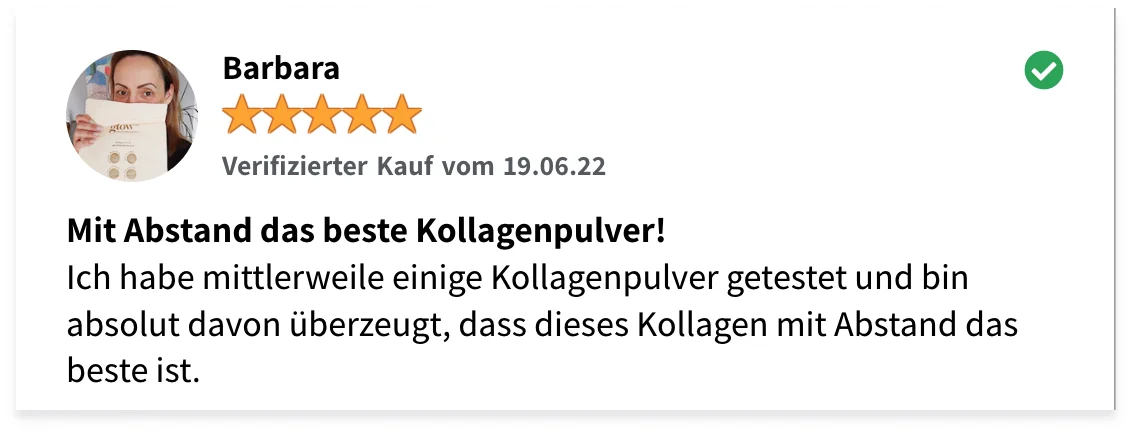 Barbara
Verifizierter Kauf vom 19.06.22
glow
Mit Abstand das beste Kollagenpulver!
Ich habe mittlerweile einige Kollagenpulver getestet und bin
absolut davon überzeugt, dass dieses Kollagen mit Abstand das
beste ist.